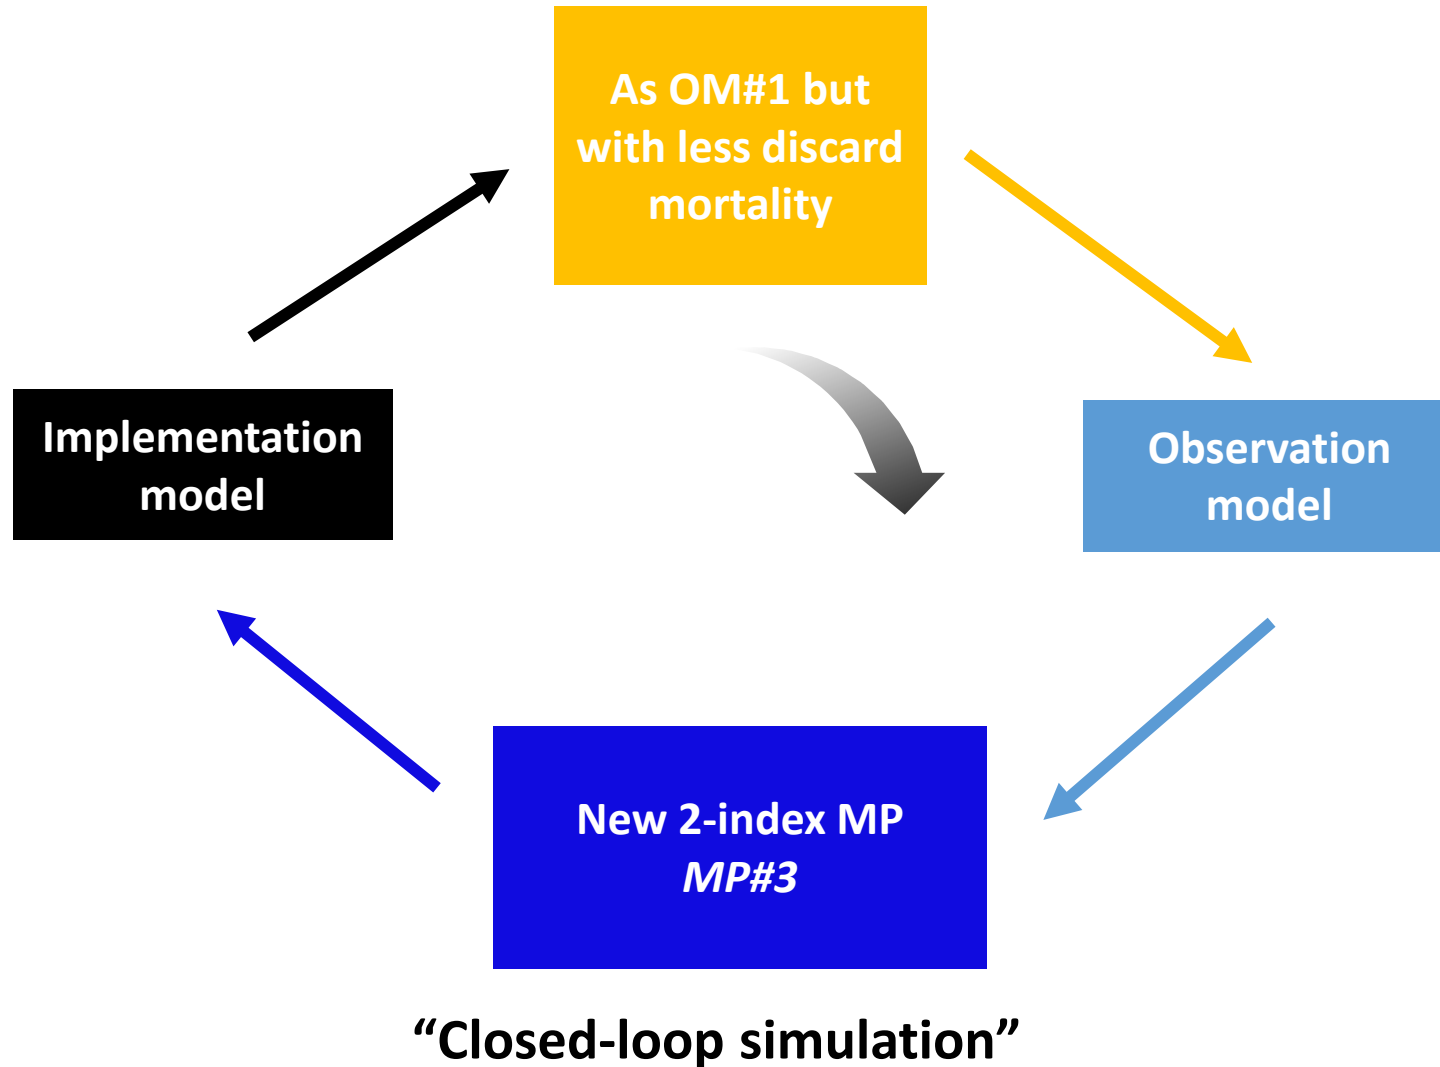 As OM#1 but
with less discard
mortality
Implementation
model
Observation
model
New 2-index MP
MP#3
“Closed-loop simulation”